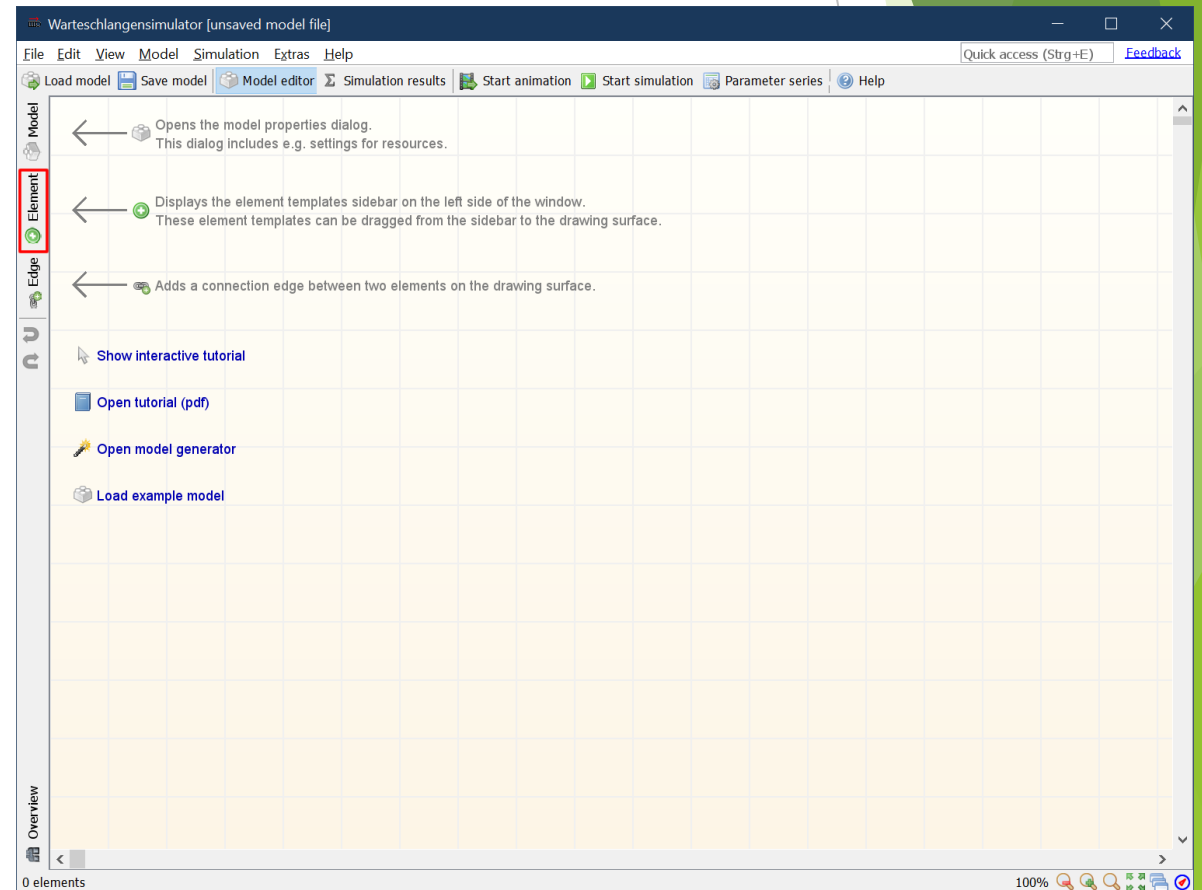 Warteschlangensimulator [unsaved model file]
File Edit View Model Simulation Extras Help
Quick access (Strg+E)
Feedback
Load model Save model Model editor Σ Simulation results Start animation Start simulation Parameter series Help
Model
Element
Edge
Opens the model properties dialog.
This dialog includes e.g. settings for resources.
Displays the element templates sidebar on the left side of the window.
These element templates can be dragged from the sidebar to the drawing surface.
Adds a connection edge between two elements on the drawing surface.
Show interactive tutorial
Open tutorial (pdf)
Open model generator
Load example model
Overview
0 elements
100%